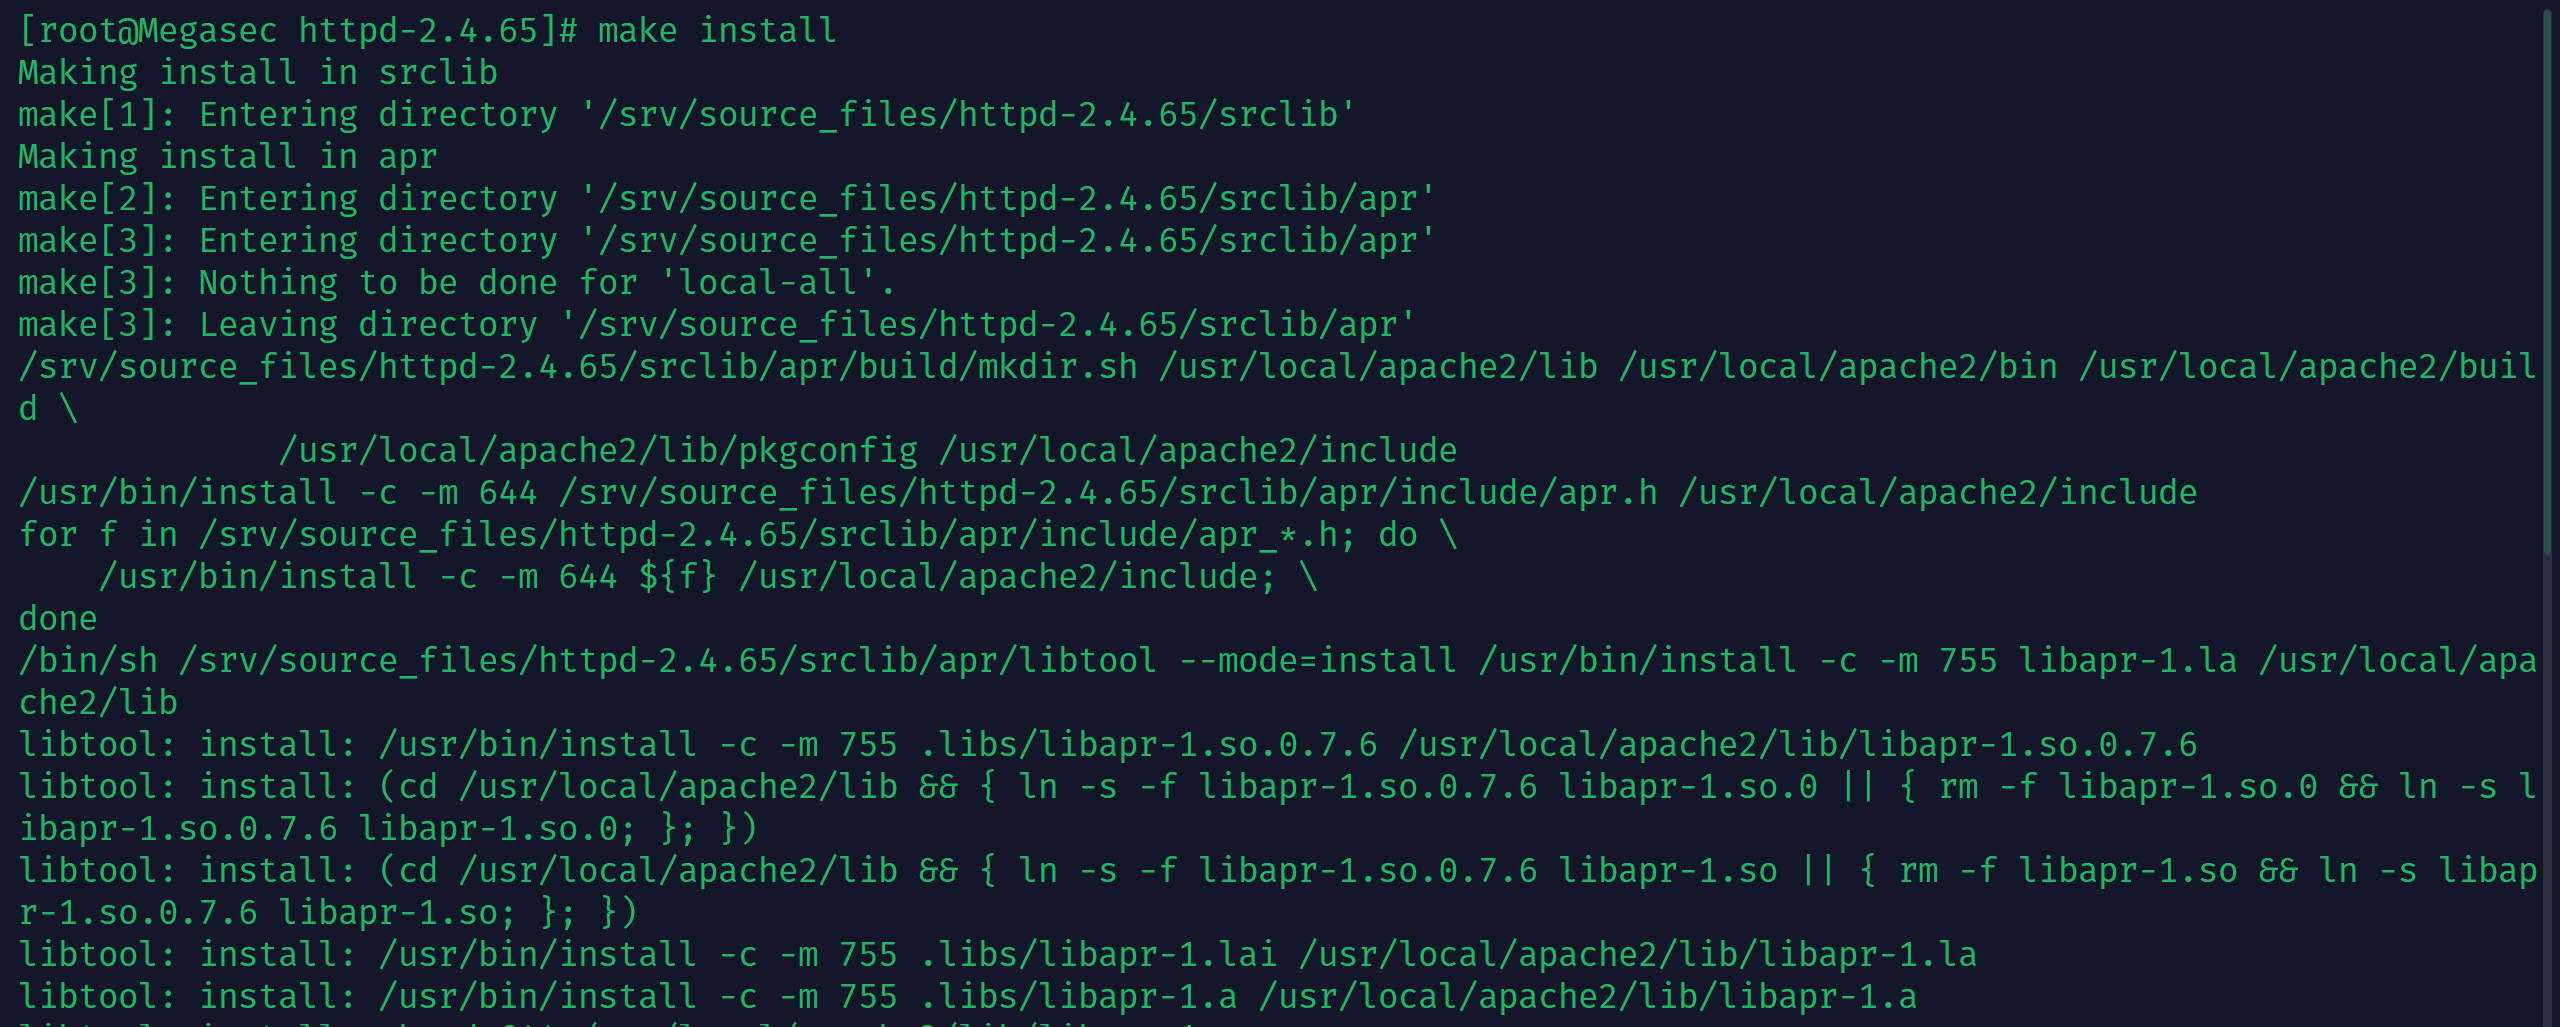 [root@Megasec httpd-2.4.65]# make install
Making install in srclib
make[1]: Entering directory '/srv/source_files/httpd-2.4.65/srclib'
Making install in apr
make[2]: Entering directory '/srv/source_files/httpd-2.4.65/srclib/apr'
make[3]: Entering directory '/srv/source_files/httpd-2.4.65/srclib/apr'
make[3]: Nothing to be done for 'local-all'.
make[3]: Leaving directory '/srv/source_files/httpd-2.4.65/srclib/apr'
/srv/source_files/httpd-2.4.65/srclib/apr/build/mkdir.sh /usr/local/apache2/lib /usr/local/apache2/bin /usr/local/apache2/buil
d \
             /usr/local/apache2/lib/pkgconfig /usr/local/apache2/include
/usr/bin/install -c -m 644 /srv/source_files/httpd-2.4.65/srclib/apr/include/apr.h /usr/local/apache2/include
for f in /srv/source_files/httpd-2.4.65/srclib/apr/include/apr_*.h; do \
    /usr/bin/install -c -m 644 ${f} /usr/local/apache2/include; \
done
/bin/sh /srv/source_files/httpd-2.4.65/srclib/apr/libtool --mode=install /usr/bin/install -c -m 755 libapr-1.la /usr/local/apa
che2/lib
libtool: install: /usr/bin/install -c -m 755 .libs/libapr-1.so.0.7.6 /usr/local/apache2/lib/libapr-1.so.0.7.6
libtool: install: (cd /usr/local/apache2/lib && { ln -s -f libapr-1.so.0.7.6 libapr-1.so.0 || { rm -f libapr-1.so.0 && ln -s l
ibapr-1.so.0.7.6 libapr-1.so.0; }; })
libtool: install: (cd /usr/local/apache2/lib && { ln -s -f libapr-1.so.0.7.6 libapr-1.so || { rm -f libapr-1.so && ln -s libap
r-1.so.0.7.6 libapr-1.so; }; })
libtool: install: /usr/bin/install -c -m 755 .libs/libapr-1.lai /usr/local/apache2/lib/libapr-1.la
libtool: install: /usr/bin/install -c -m 755 .libs/libapr-1.a /usr/local/apache2/lib/libapr-1.a